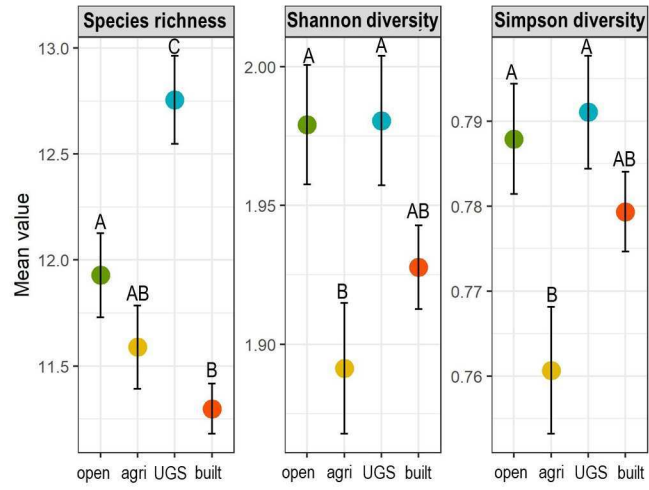 Species richness
Shannon diversity
Simpson diversity
Mean value
13.0
12.5
12.0
11.5
A
AB
C
B
open agri UGS built
2.00
1.95
1.90
A
B
A
AB
open agri UGS built
0.79
0.78
0.77
0.76
A
B
A
AB
open agri UGS built